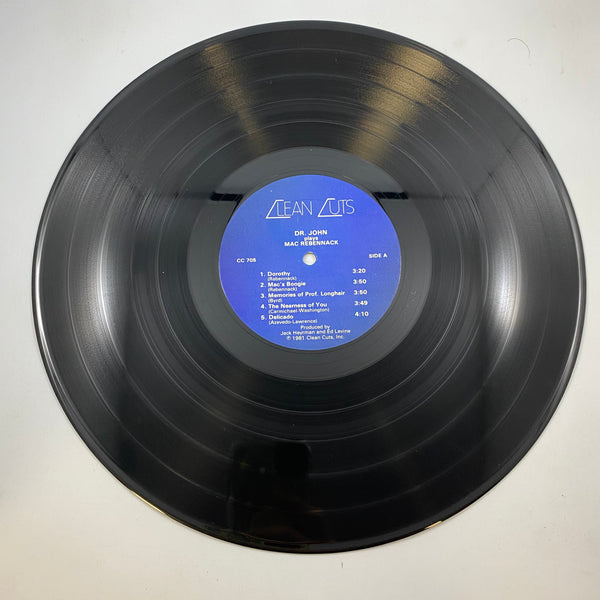 CLEAN CUTS
DR. JOHN
plays
MAC REBENNACK
CC 705 SIDE A
1. Dorothy 3:20
(Rebennack)
2. Mac's Boogie 3:50
(Rebennack)
3. Memories of Prof. Longhair 3:50
(Byrd)
4. The Nearness of You 3:49
(Carmichael-Washington)
5. Delicado 4:10
(Azevedo-Lawrence)
Produced by
Jack Heyrman and Ed Levine
℗ 1981 Clean Cuts, Inc.